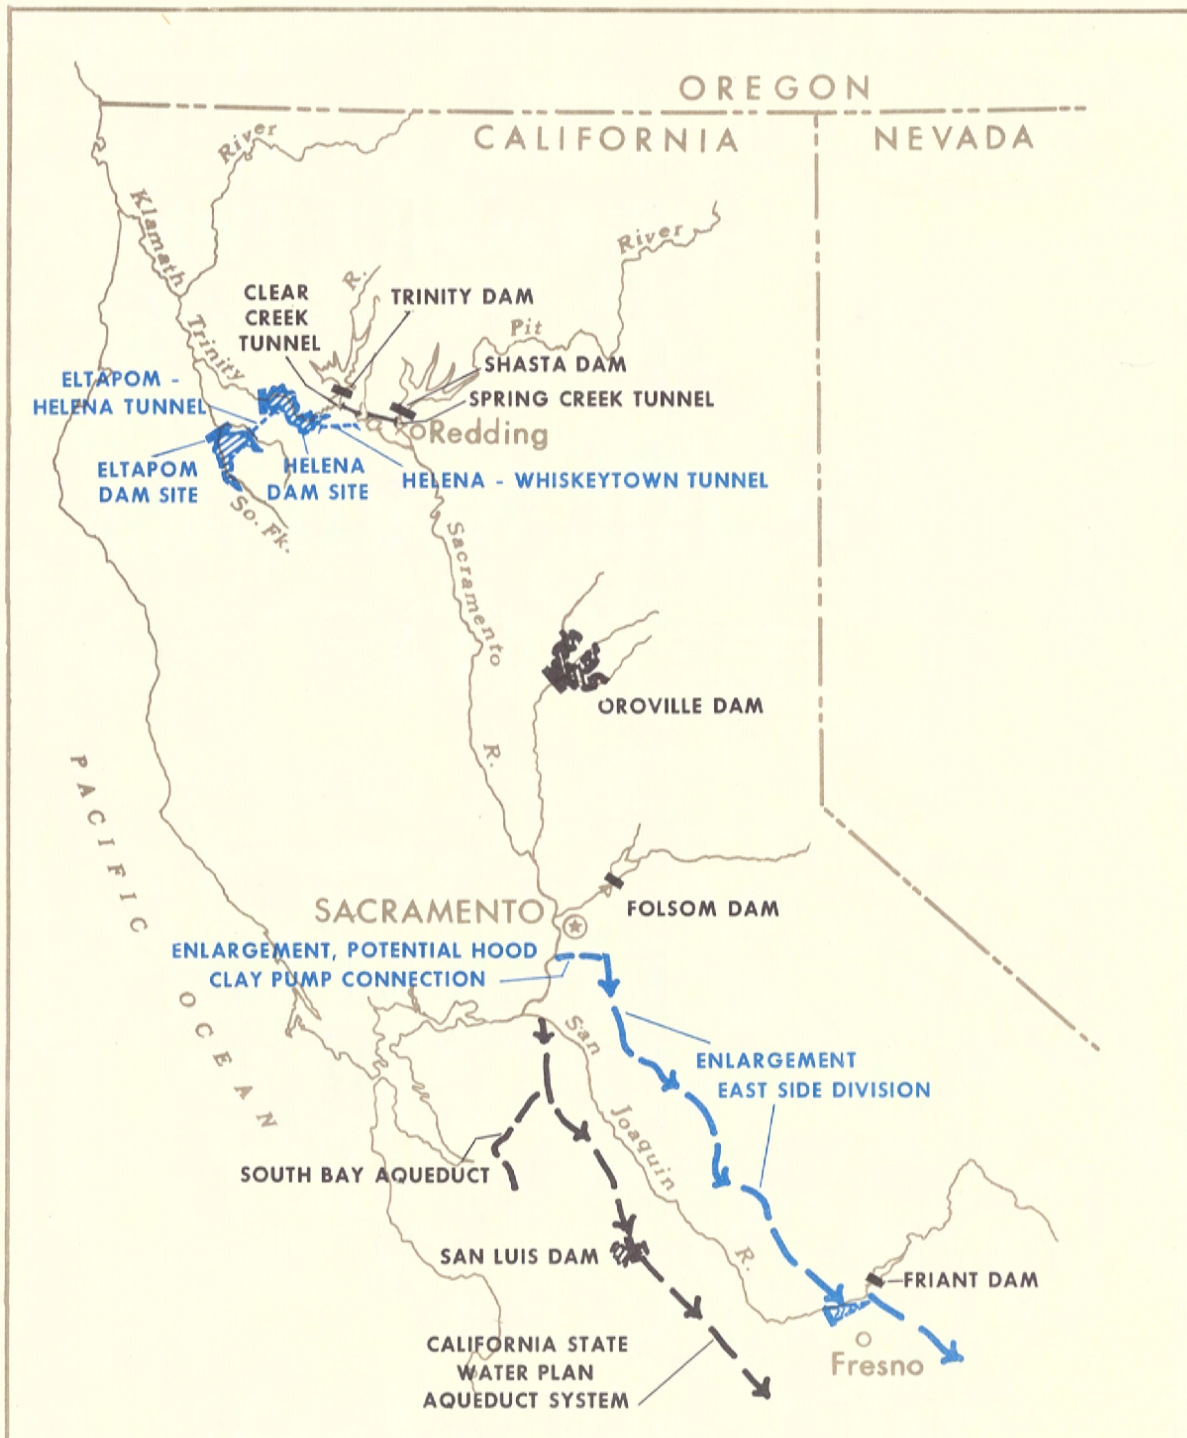 OREGON
CALIFORNIA
NEVADA
River
Klamath
River
R.
CLEAR
CREEK
TUNNEL
TRINITY DAM
Trinity
Pit
SHASTA DAM
ELTAPOM -
HELENA TUNNEL
SPRING CREEK TUNNEL
Redding
ELTAPOM
DAM SITE
HELENA
DAM SITE
HELENA - WHISKEYTOWN TUNNEL
So. Fk.
Sacramento
R.
OROVILLE DAM
PACIFIC
OCEAN
FOLSOM DAM
SACRAMENTO
ENLARGEMENT, POTENTIAL HOOD
CLAY PUMP CONNECTION
San
Joaquin
R.
ENLARGEMENT
EAST SIDE DIVISION
SOUTH BAY AQUEDUCT
SAN LUIS DAM
FRIANT DAM
CALIFORNIA STATE
WATER PLAN
AQUEDUCT SYSTEM
Fresno